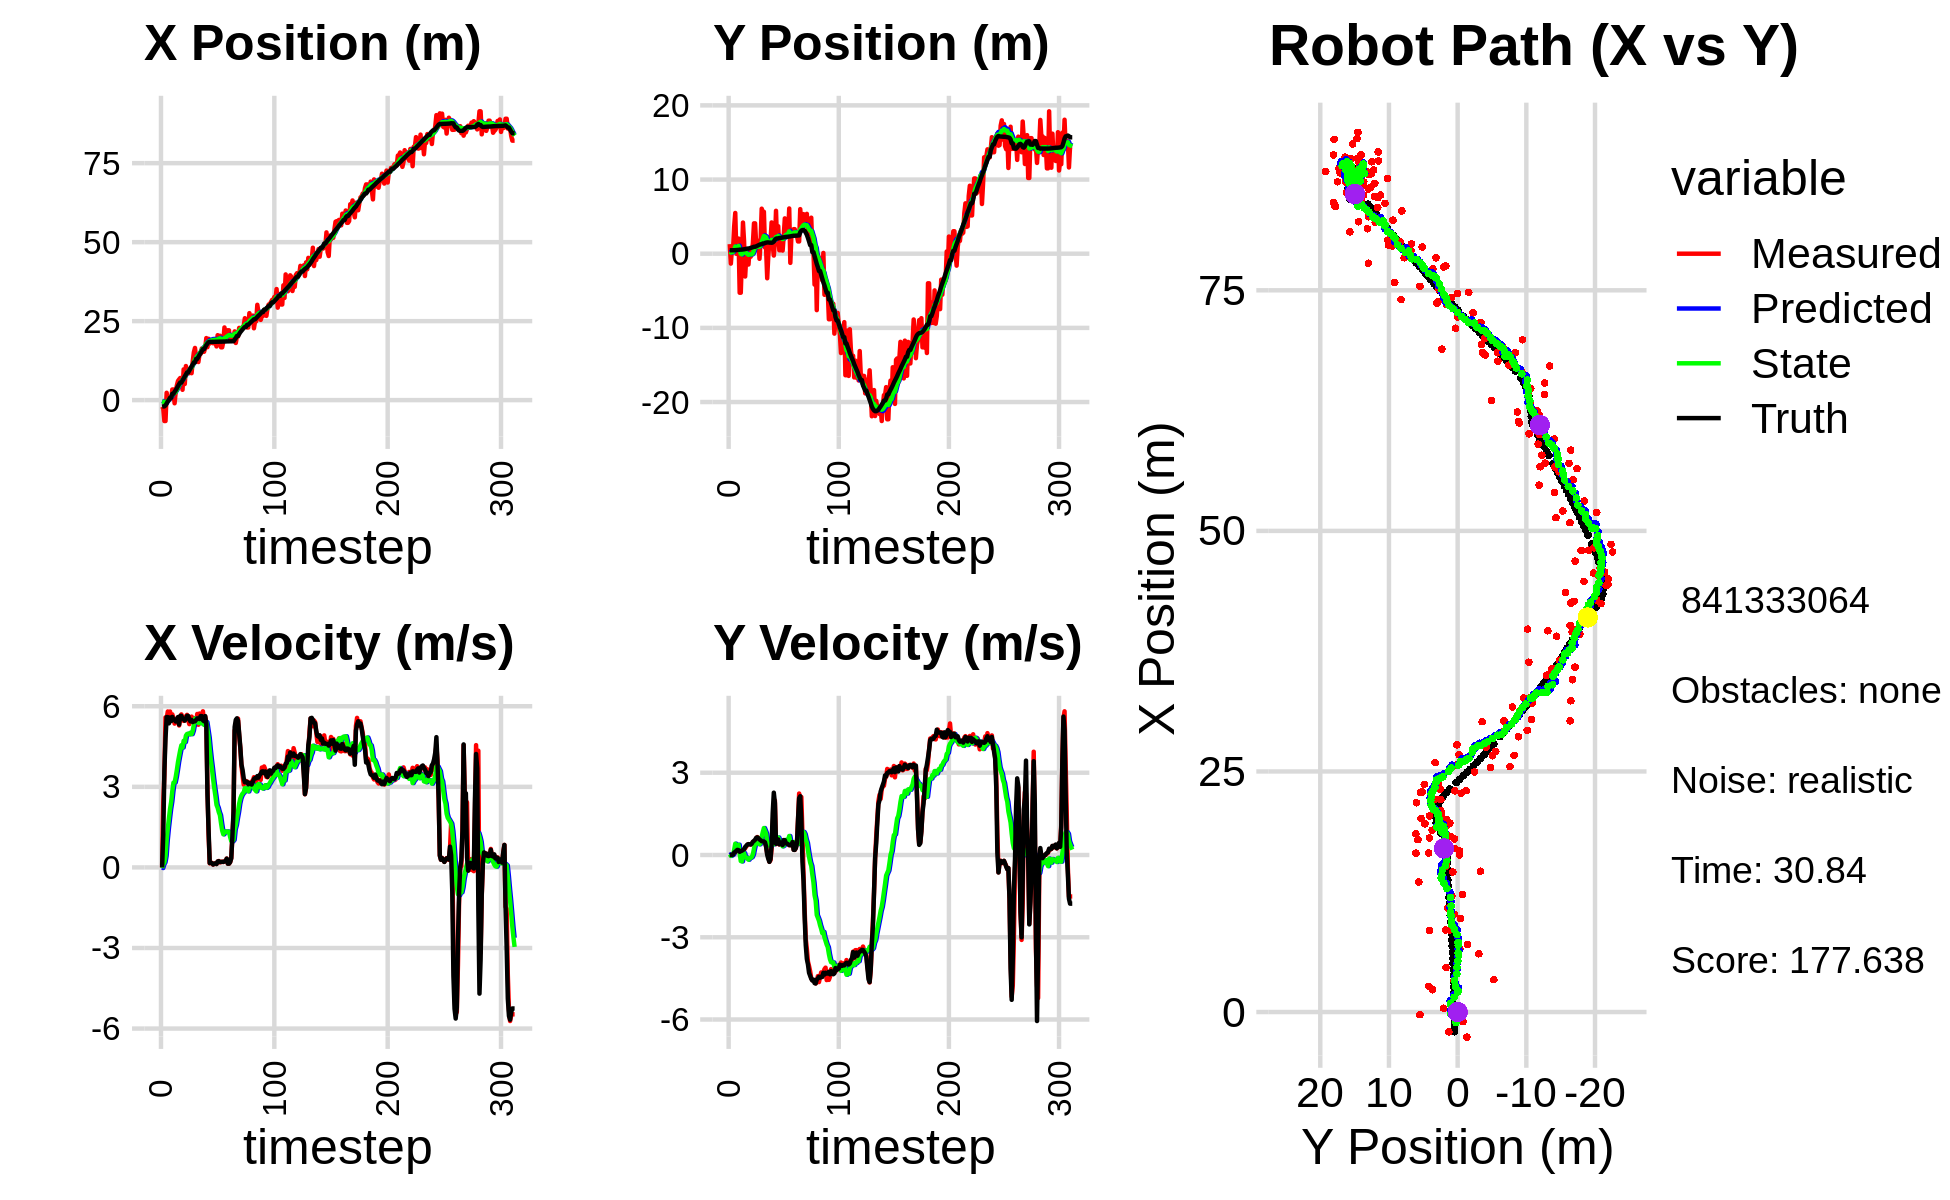 X Position (m)
75
50
25
0
0
100
200
300
timestep
Y Position (m)
20
10
0
-10
-20
0
100
200
300
timestep
X Velocity (m/s)
6
3
0
-3
-6
0
100
200
300
timestep
Y Velocity (m/s)
3
0
-3
-6
0
100
200
300
timestep
Robot Path (X vs Y)
X Position (m)
75
50
25
0
20 10 0 -10 -20
Y Position (m)
variable
Measured
Predicted
State
Truth
841333064
Obstacles: none
Noise: realistic
Time: 30.84
Score: 177.638